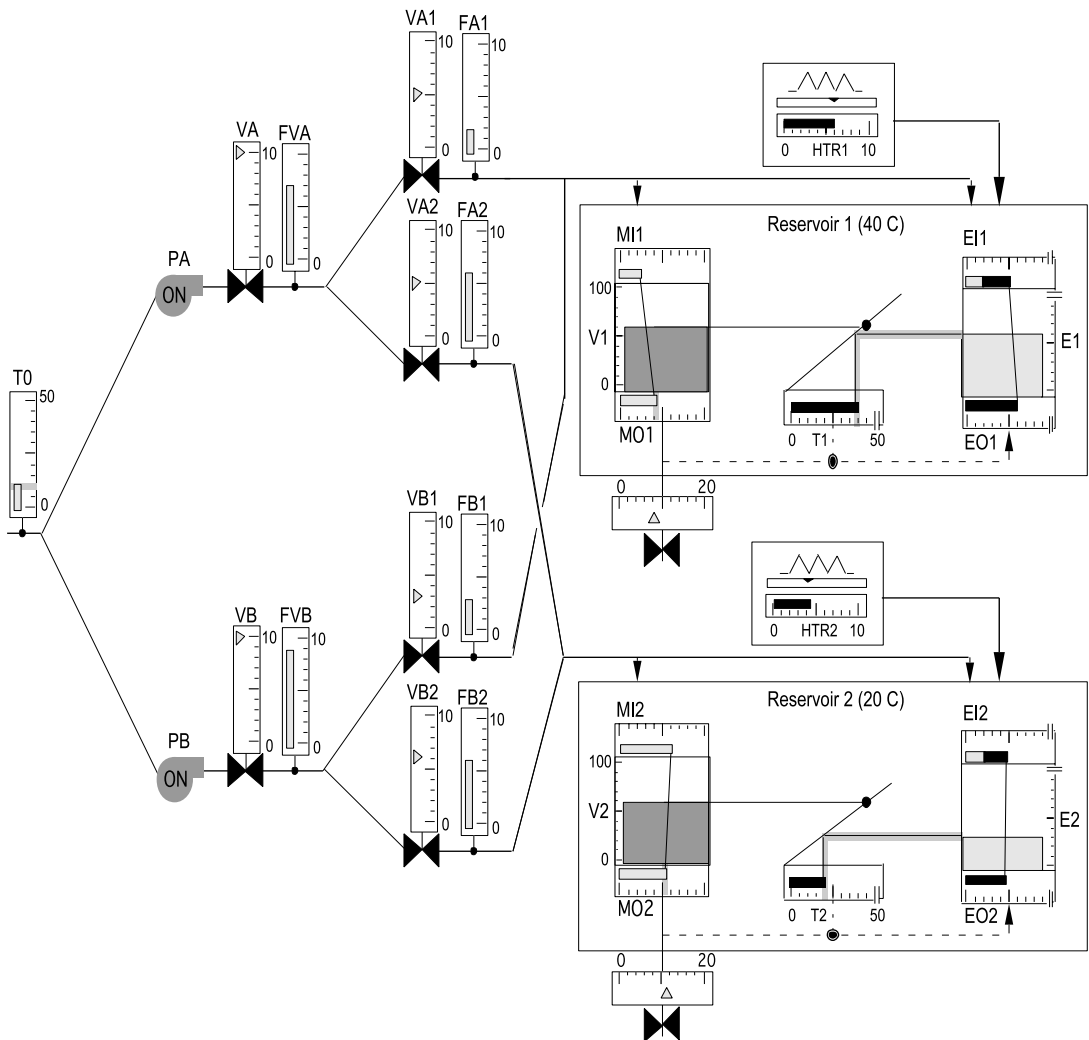 VA1 FA1
10 10
0 0
VA FVA
10 10
0 0
VA2 FA2
10 10
0 0
PA
ON
T0
50
0
VB1 FB1
10 10
0 0
VB FVB
10 10
0 0
VB2 FB2
10 10
0 0
PB
ON
0 HTR1 10
Reservoir 1 (40 C)
MI1
EI1
100
V1
E1
0
0 T1 50
MO1
EO1
0 20
0 HTR2 10
Reservoir 2 (20 C)
MI2
EI2
100
V2
E2
0
0 T2 50
MO2
EO2
0 20